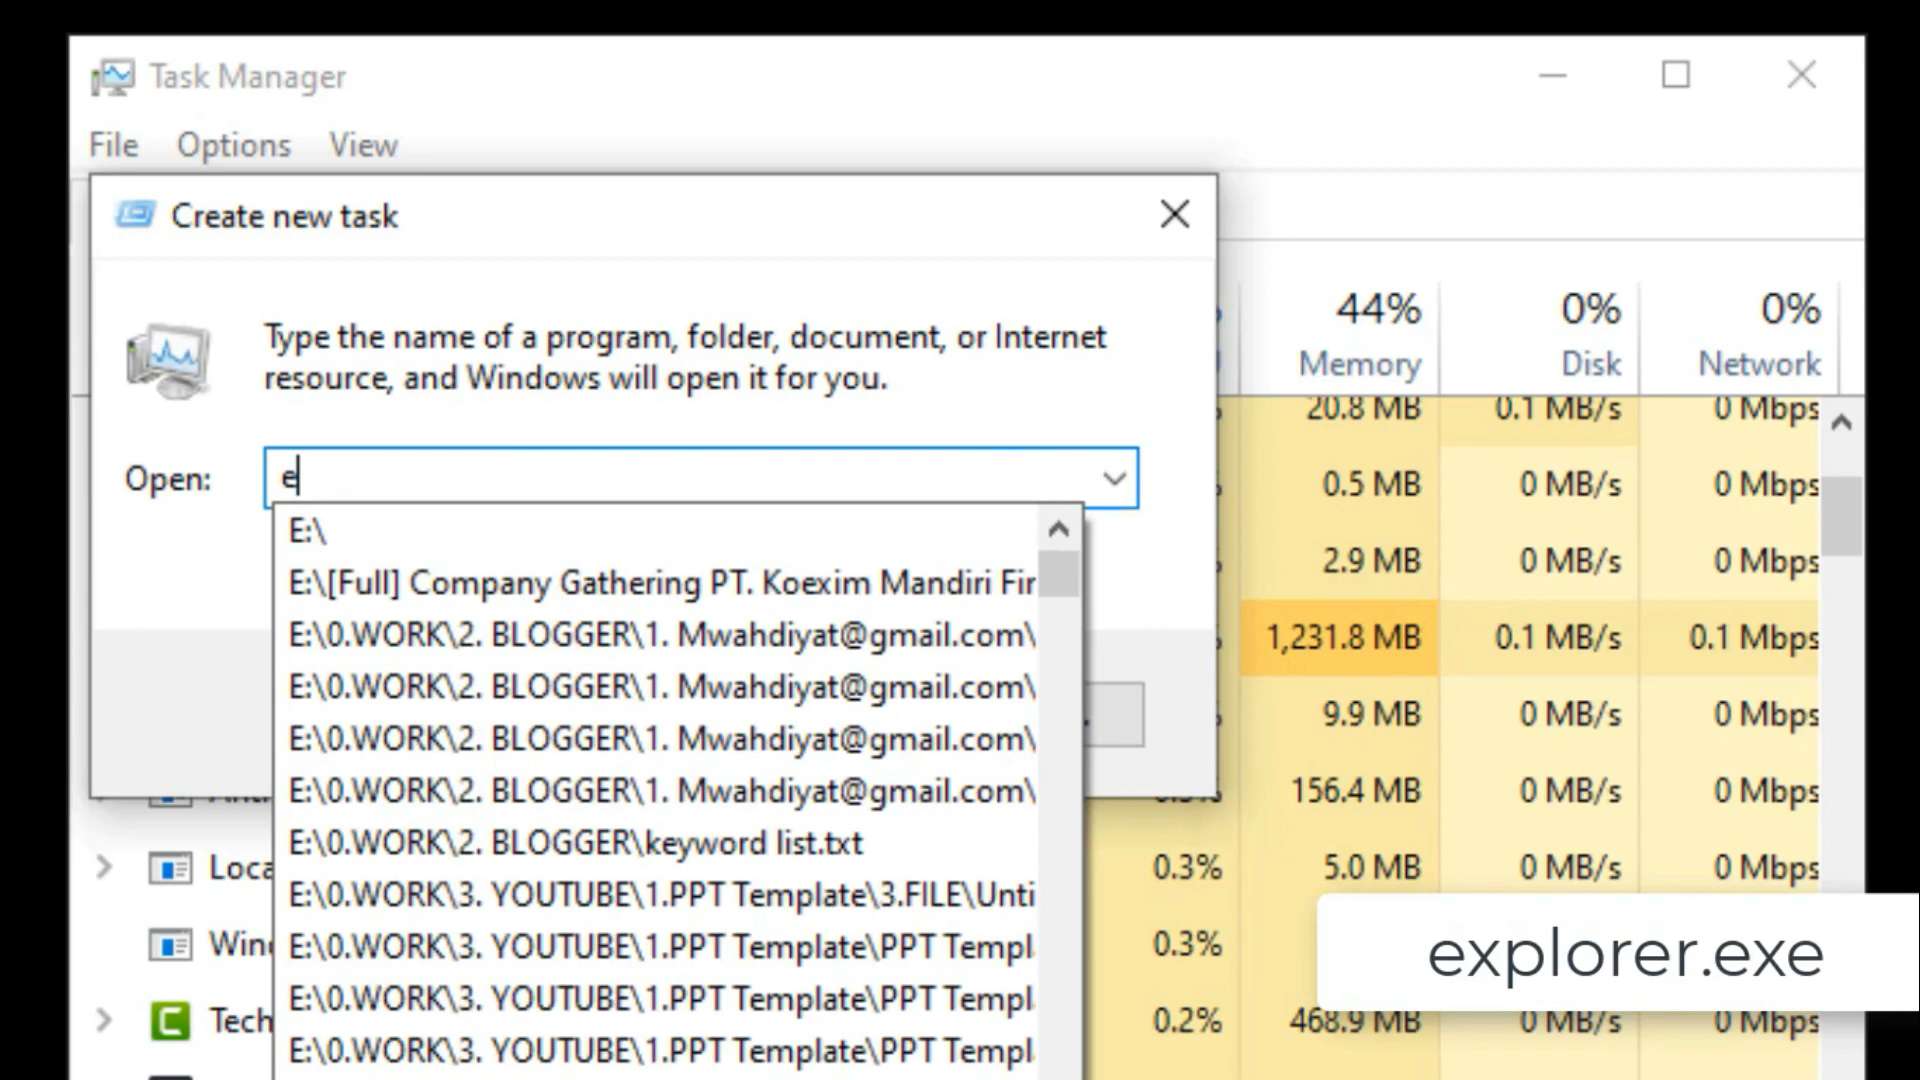 Task Manager
File Options View
Create new task
Type the name of a program, folder, document, or Internet
resource, and Windows will open it for you.
Open: e
E:\
E:\[Full] Company Gathering PT. Koexim Mandiri Fir
E:\0.WORK\2. BLOGGER\1. Mwahdiyat@gmail.com\
E:\0.WORK\2. BLOGGER\1. Mwahdiyat@gmail.com\
E:\0.WORK\2. BLOGGER\1. Mwahdiyat@gmail.com\
E:\0.WORK\2. BLOGGER\1. Mwahdiyat@gmail.com\
E:\0.WORK\2. BLOGGER\keyword list.txt
E:\0.WORK\3. YOUTUBE\1.PPT Template\3.FILE\Unti
E:\0.WORK\3. YOUTUBE\1.PPT Template\PPT Templ
E:\0.WORK\3. YOUTUBE\1.PPT Template\PPT Templ
E:\0.WORK\3. YOUTUBE\1.PPT Template\PPT Templ
44% 0% 0%
Memory Disk Network
20.8 MB 0.1 MB/s 0 Mbps
0.5 MB 0 MB/s 0 Mbps
2.9 MB 0 MB/s 0 Mbps
1,231.8 MB 0.1 MB/s 0.1 Mbps
9.9 MB 0 MB/s 0 Mbps
156.4 MB 0 MB/s 0 Mbps
Loca 0.3% 5.0 MB 0 MB/s 0 Mbps
Wind 0.3%
explorer.exe
Tech 0.2% 468.9 MB 0 MB/s 0 Mbps